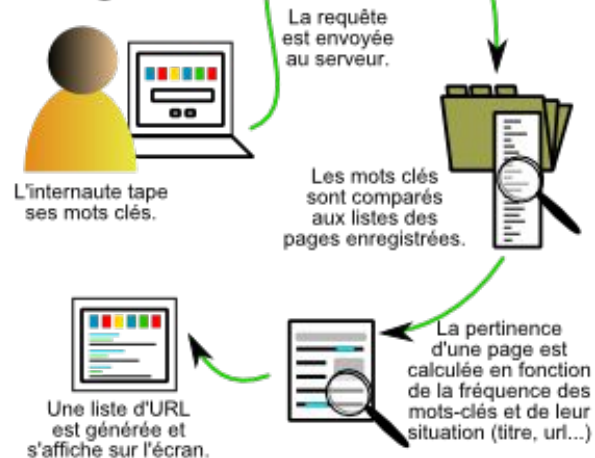 La requête
est envoyée
au serveur.
L'internaute tape
ses mots clés.
Les mots clés
sont comparés
aux listes des
pages enregistrées.
La pertinence
d'une page est
calculée en fonction
de la fréquence des
mots-clés et de leur
situation (titre, url...)
Une liste d'URL
est générée et
s'affiche sur l'écran.